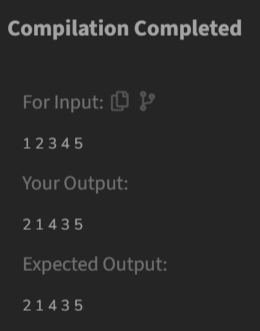 Compilation Completed
For Input:
1 2 3 4 5
Your Output:
2 1 4 3 5
Expected Output:
2 1 4 3 5